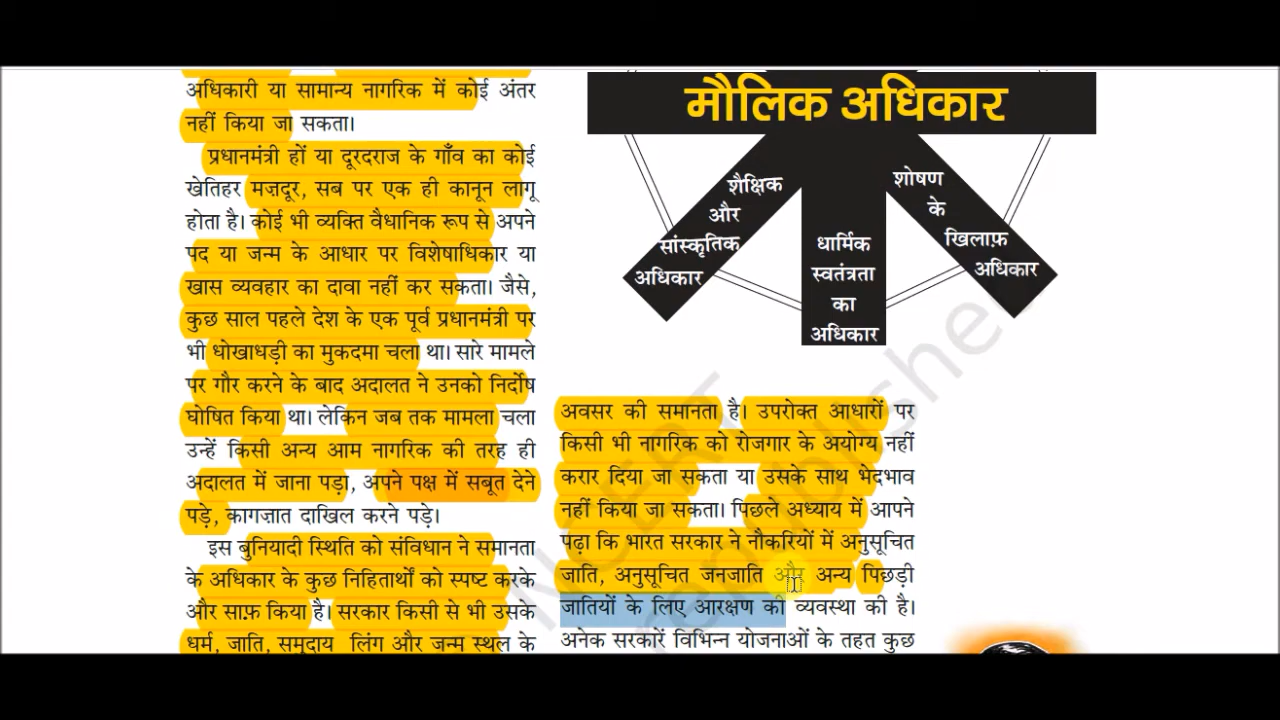 अधिकारी या सामान्य नागरिक में कोई अंतर
नहीं किया जा सकता।
प्रधानमंत्री हों या दूरदराज के गाँव का कोई
खेतिहर मजदूर, सब पर एक ही कानून लागू
होता है। कोई भी व्यक्ति वैधानिक रूप से अपने
पद या जन्म के आधार पर विशेषाधिकार या
खास व्यवहार का दावा नहीं कर सकता। जैसे,
कुछ साल पहले देश के एक पूर्व प्रधानमंत्री पर
भी धोखाधड़ी का मुकदमा चला था। सारे मामले
पर गौर करने के बाद अदालत ने उनको निर्दोष
घोषित किया था। लेकिन जब तक मामला चला
उन्हें किसी अन्य आम नागरिक की तरह ही
अदालत में जाना पड़ा, अपने पक्ष में सबूत देने
पड़े, कागज़ात दाखिल करने पड़े।
इस बुनियादी स्थिति को संविधान ने समानता
के अधिकार के कुछ निहितार्थों को स्पष्ट करके
और साफ़ किया है। सरकार किसी से भी उसके
धर्म, जाति, समुदाय लिंग और जन्म स्थल के
मौलिक अधिकार
शैक्षिक
और
सांस्कृतिक
अधिकार
धार्मिक
स्वतंत्रता
का
अधिकार
शोषण
के
खिलाफ़
अधिकार
अवसर की समानता है। उपरोक्त आधारों पर
किसी भी नागरिक को रोजगार के अयोग्य नहीं
करार दिया जा सकता या उसके साथ भेदभाव
नहीं किया जा सकता। पिछले अध्याय में आपने
पढ़ा कि भारत सरकार ने नौकरियों में अनुसूचित
जाति, अनुसूचित जनजाति और अन्य पिछड़ी
जातियों के लिए आरक्षण की व्यवस्था की है।
अनेक सरकारें विभिन्न योजनाओं के तहत कुछ